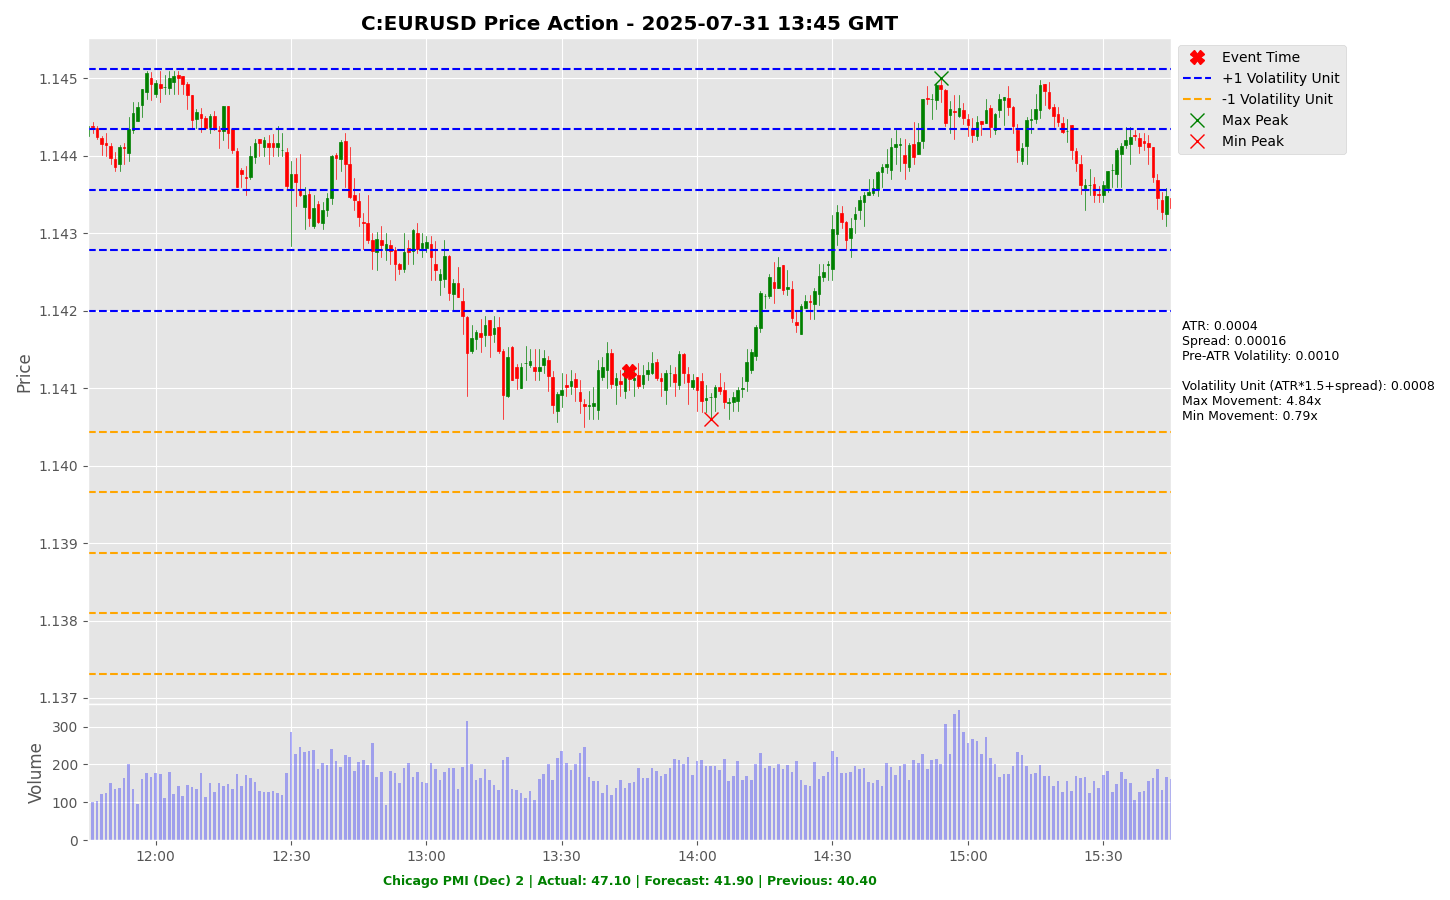 C:EURUSD Price Action - 2025-07-31 13:45 GMT
Event Time
+1 Volatility Unit
-1 Volatility Unit
Max Peak
Min Peak
1.145
1.144
1.143
1.142
1.141
1.140
1.139
1.138
1.137
Price
ATR: 0.0004
Spread: 0.00016
Pre-ATR Volatility: 0.0010
Volatility Unit (ATR*1.5+spread): 0.0008
Max Movement: 4.84x
Min Movement: 0.79x
300
200
100
0
Volume
12:00 12:30 13:00 13:30 14:00 14:30 15:00 15:30
Chicago PMI (Dec) 2 | Actual: 47.10 | Forecast: 41.90 | Previous: 40.40